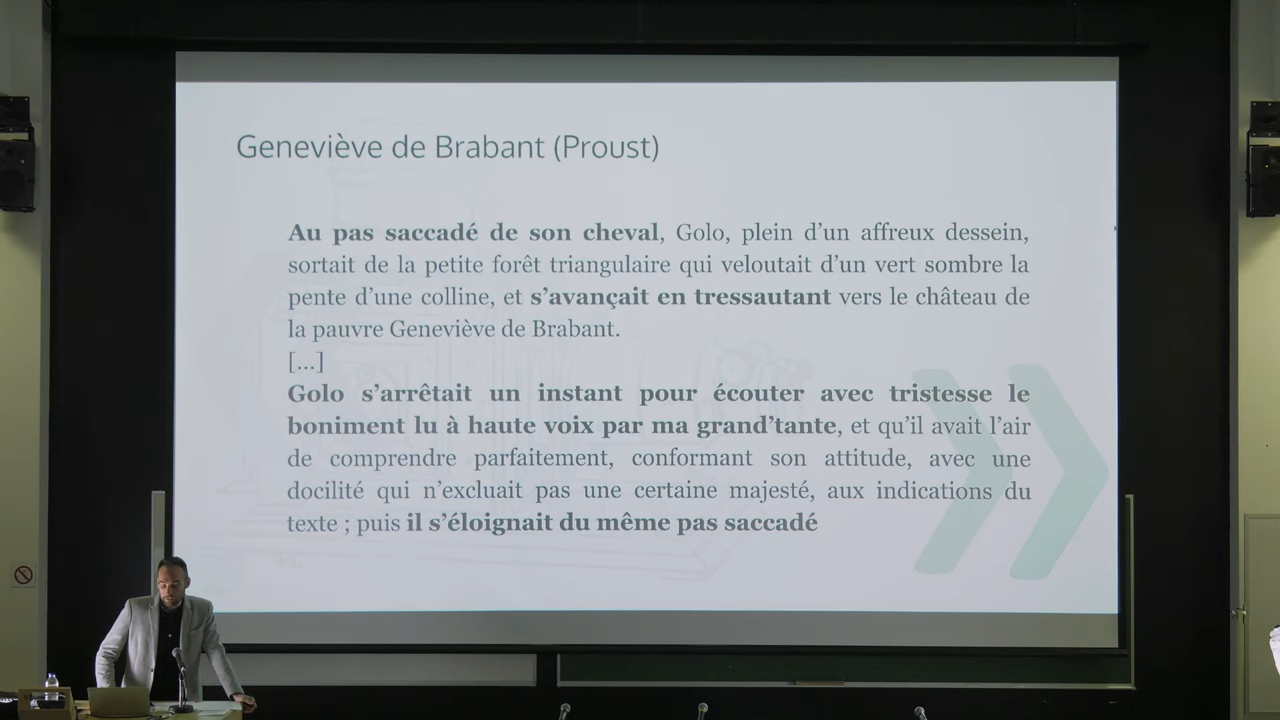 Geneviève de Brabant (Proust)
Au pas saccadé de son cheval, Golo, plein d’un affreux dessein,
sortait de la petite forêt triangulaire qui veloutait d’un vert sombre la
pente d’une colline, et s’avançait en tressautant vers le château de
la pauvre Geneviève de Brabant.
[...]
Golo s’arrêtait un instant pour écouter avec tristesse le
boniment lu à haute voix par ma grand’tante, et qu’il avait l’air
de comprendre parfaitement, conformant son attitude, avec une
docilité qui n’excluait pas une certaine majesté, aux indications du
texte ; puis il s’éloignait du même pas saccadé